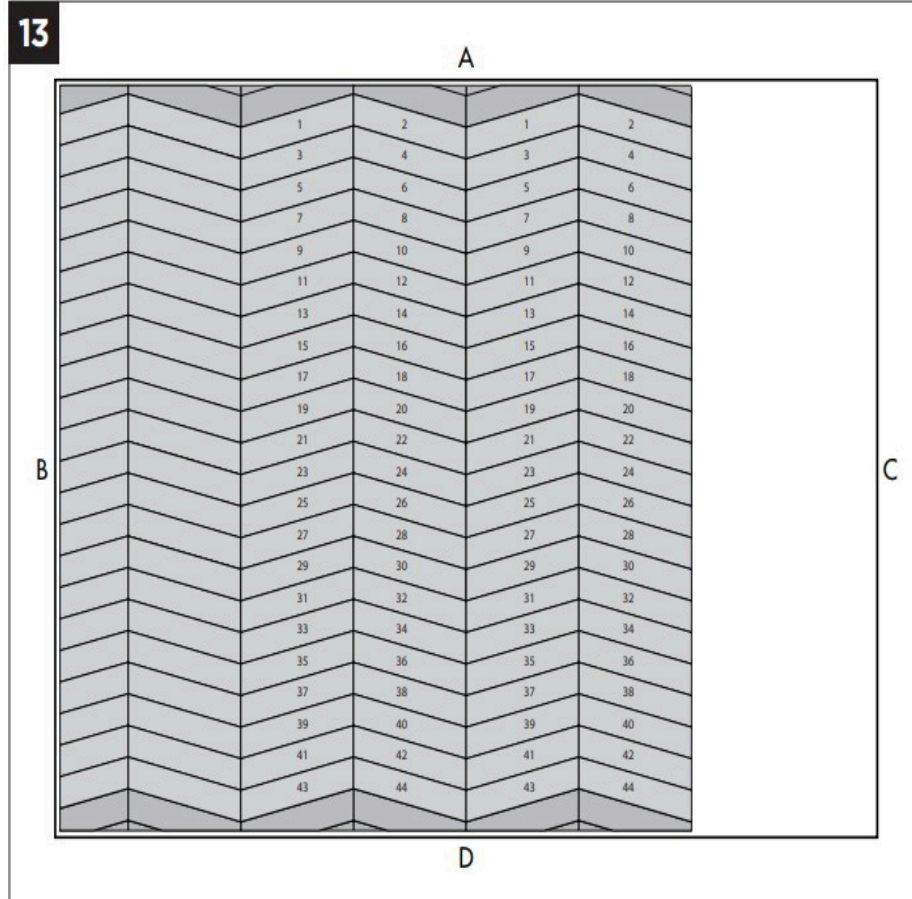 13
A
1 2 1 2
3 4 3 4
5 6 5 6
7 8 7 8
9 10 9 10
11 12 11 12
13 14 13 14
15 16 15 16
17 18 17 18
19 20 19 20
21 22 21 22
B 23 24 23 24 C
25 26 25 26
27 28 27 28
29 30 29 30
31 32 31 32
33 34 33 34
35 36 35 36
37 38 37 38
39 40 39 40
41 42 41 42
43 44 43 44
D